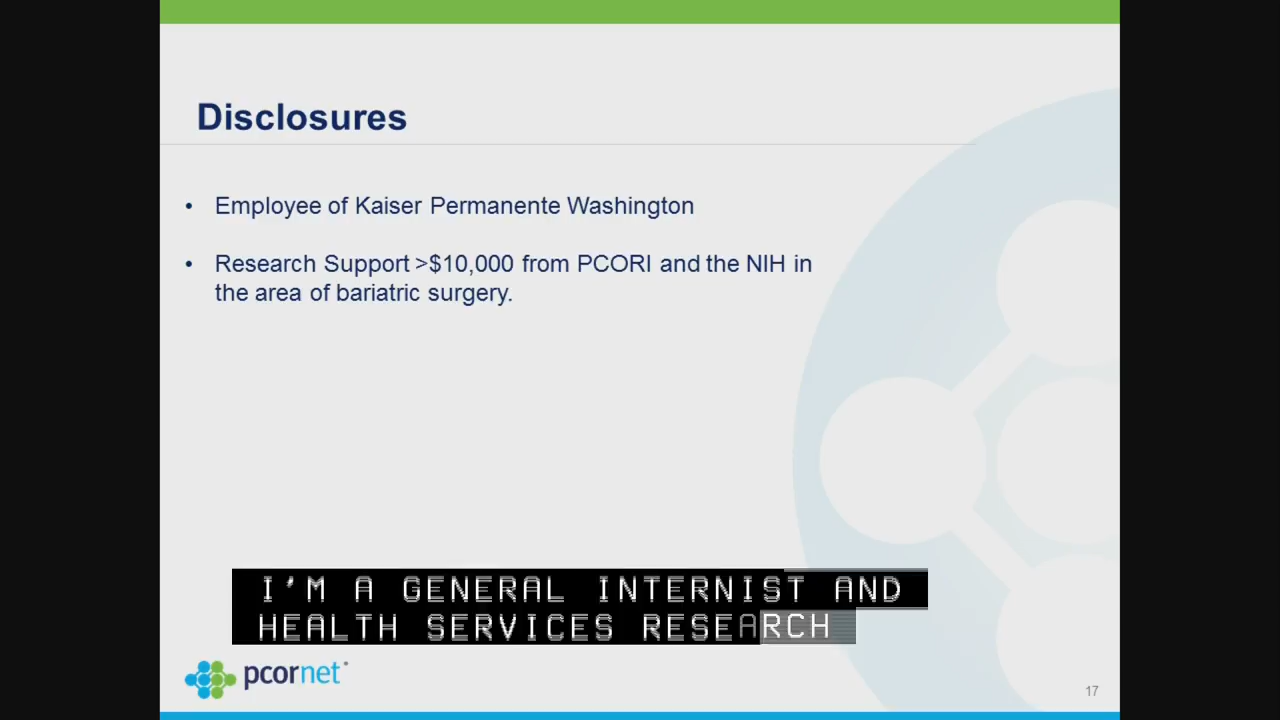 Disclosures
• Employee of Kaiser Permanente Washington
• Research Support >$10,000 from PCORI and the NIH in
the area of bariatric surgery.
I'M A GENERAL INTERNIST AND
HEALTH SERVICES RESEARCH
pcornet
17